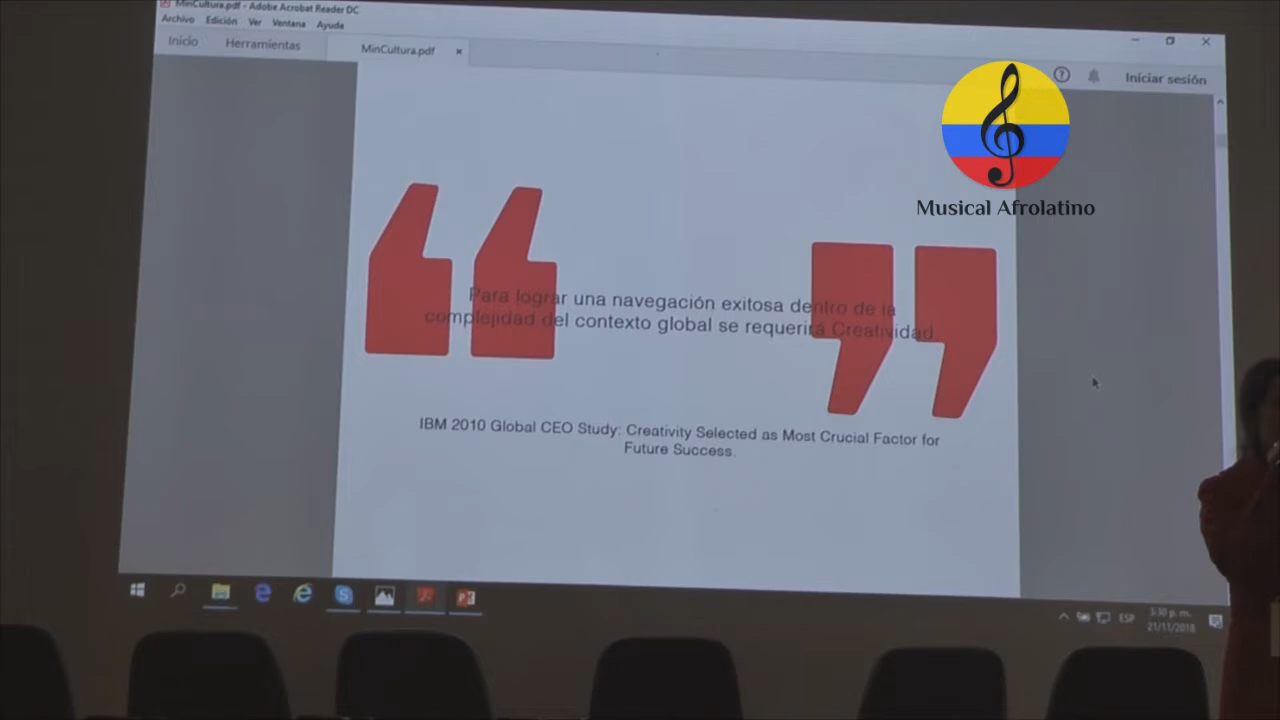 MinCultura.pdf - Adobe Acrobat Reader DC
Archivo Edición Ver Ventana Ayuda
Inicio Herramientas MinCultura.pdf × ? Iniciar sesión
Musical Afrolatino
Para lograr una navegación exitosa dentro de la
complejidad del contexto global se requerirá Creatividad
IBM 2010 Global CEO Study: Creativity Selected as Most Crucial Factor for
Future Success.
ESP 5:30 p. m.
21/11/2018